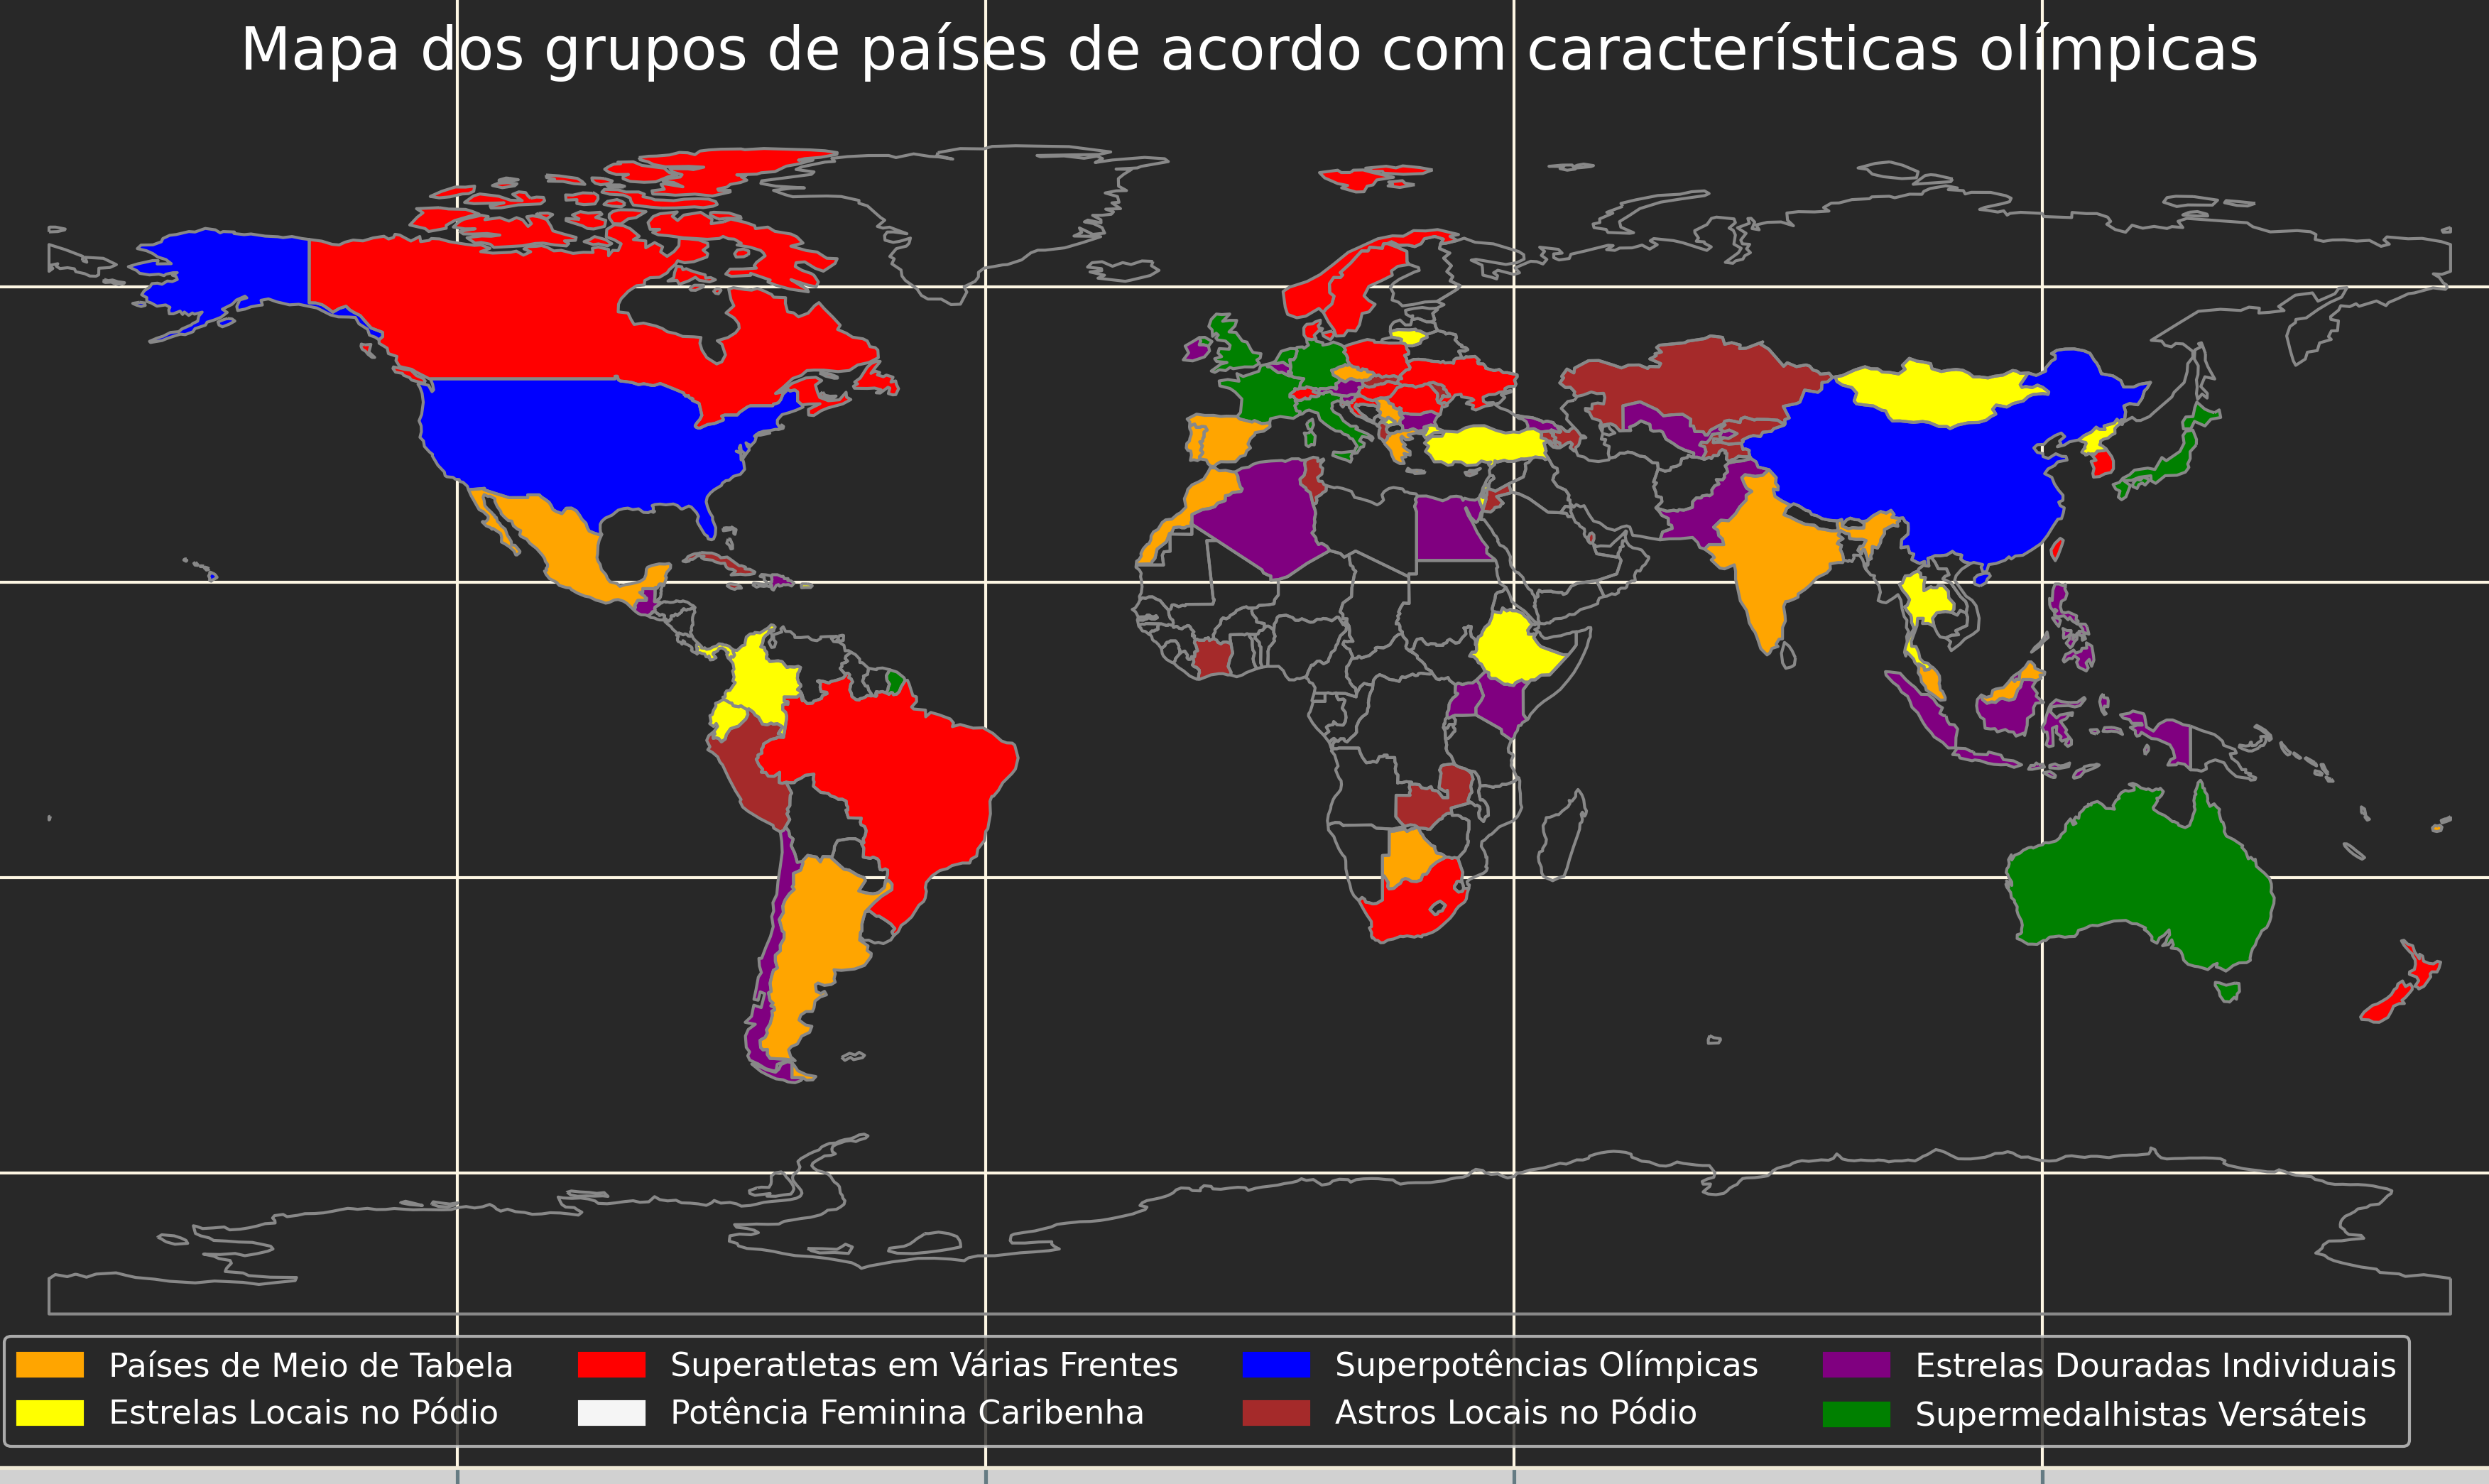 Mapa dos grupos de países de acordo com características olímpicas
Países de Meio de Tabela
Superatletas em Várias Frentes
Superpotências Olímpicas
Estrelas Douradas Individuais
Estrelas Locais no Pódio
Potência Feminina Caribenha
Astros Locais no Pódio
Supermedalhistas Versáteis